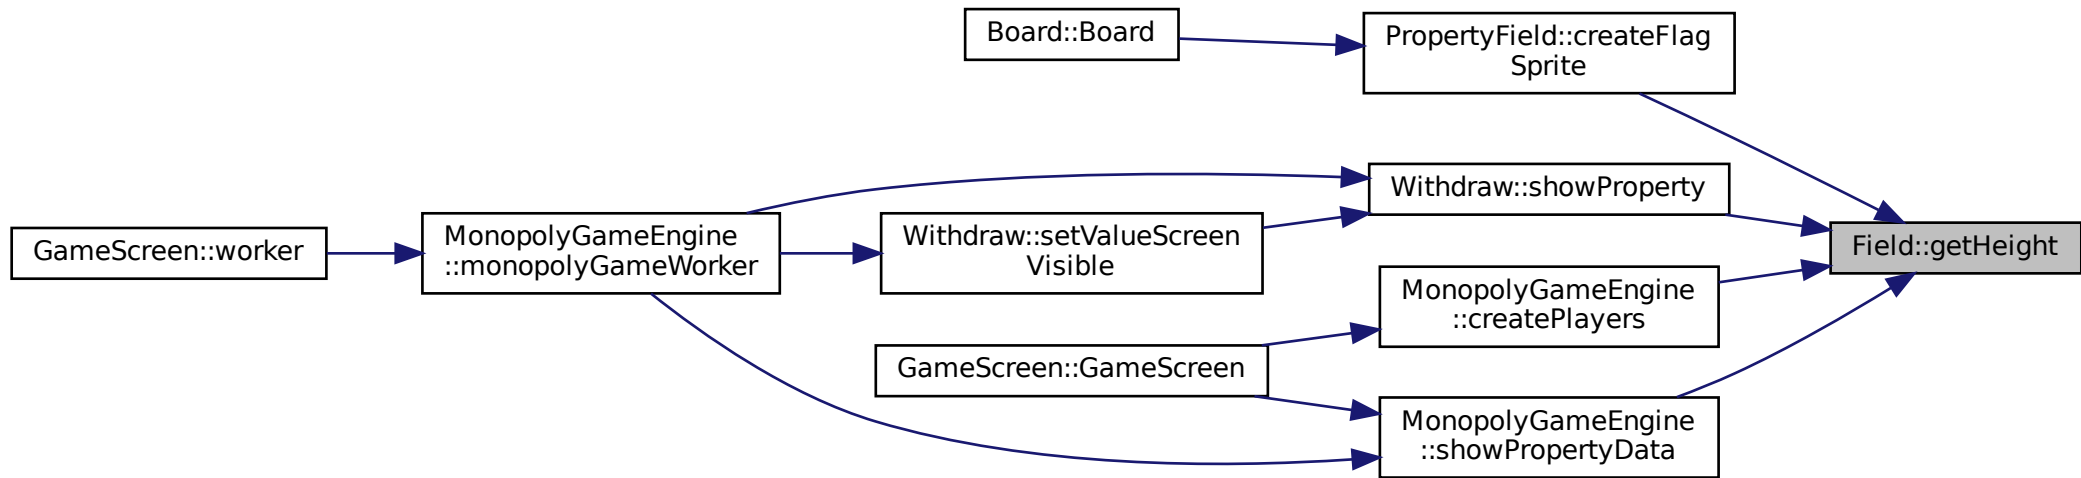 Board::Board
PropertyField::createFlag
Sprite
Withdraw::showProperty
GameScreen::worker
MonopolyGameEngine
::monopolyGameWorker
Withdraw::setValueScreen
Visible
Field::getHeight
MonopolyGameEngine
::createPlayers
GameScreen::GameScreen
MonopolyGameEngine
::showPropertyData